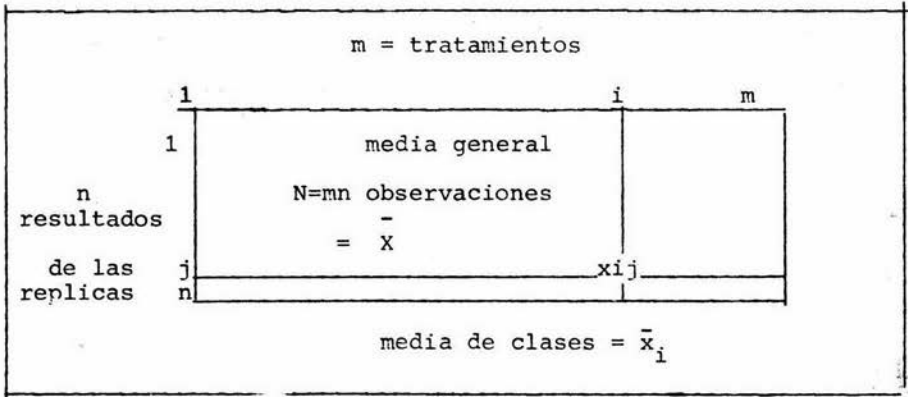 m = tratamientos
1 i m
1 media general
n N=mn observaciones
resultados
= X̄
de las j xij
replicas n
media de clases = x̄i